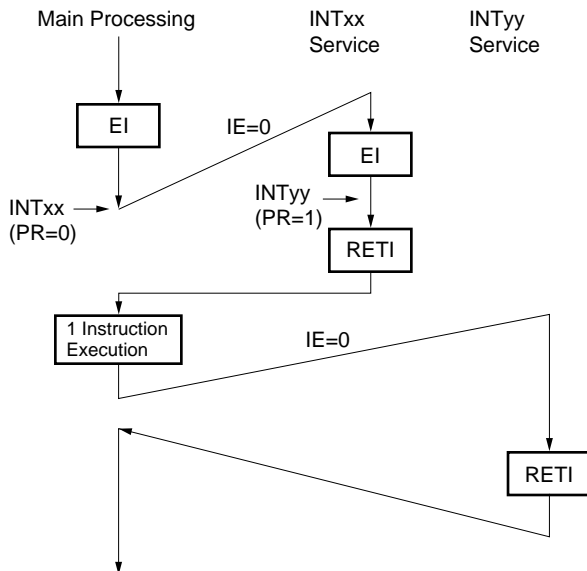 Main Processing
INTxx
Service
INTyy
Service
EI
IE=0
EI
INTxx
(PR=0)
INTyy
(PR=1)
RETI
1 Instruction
Execution
IE=0
RETI